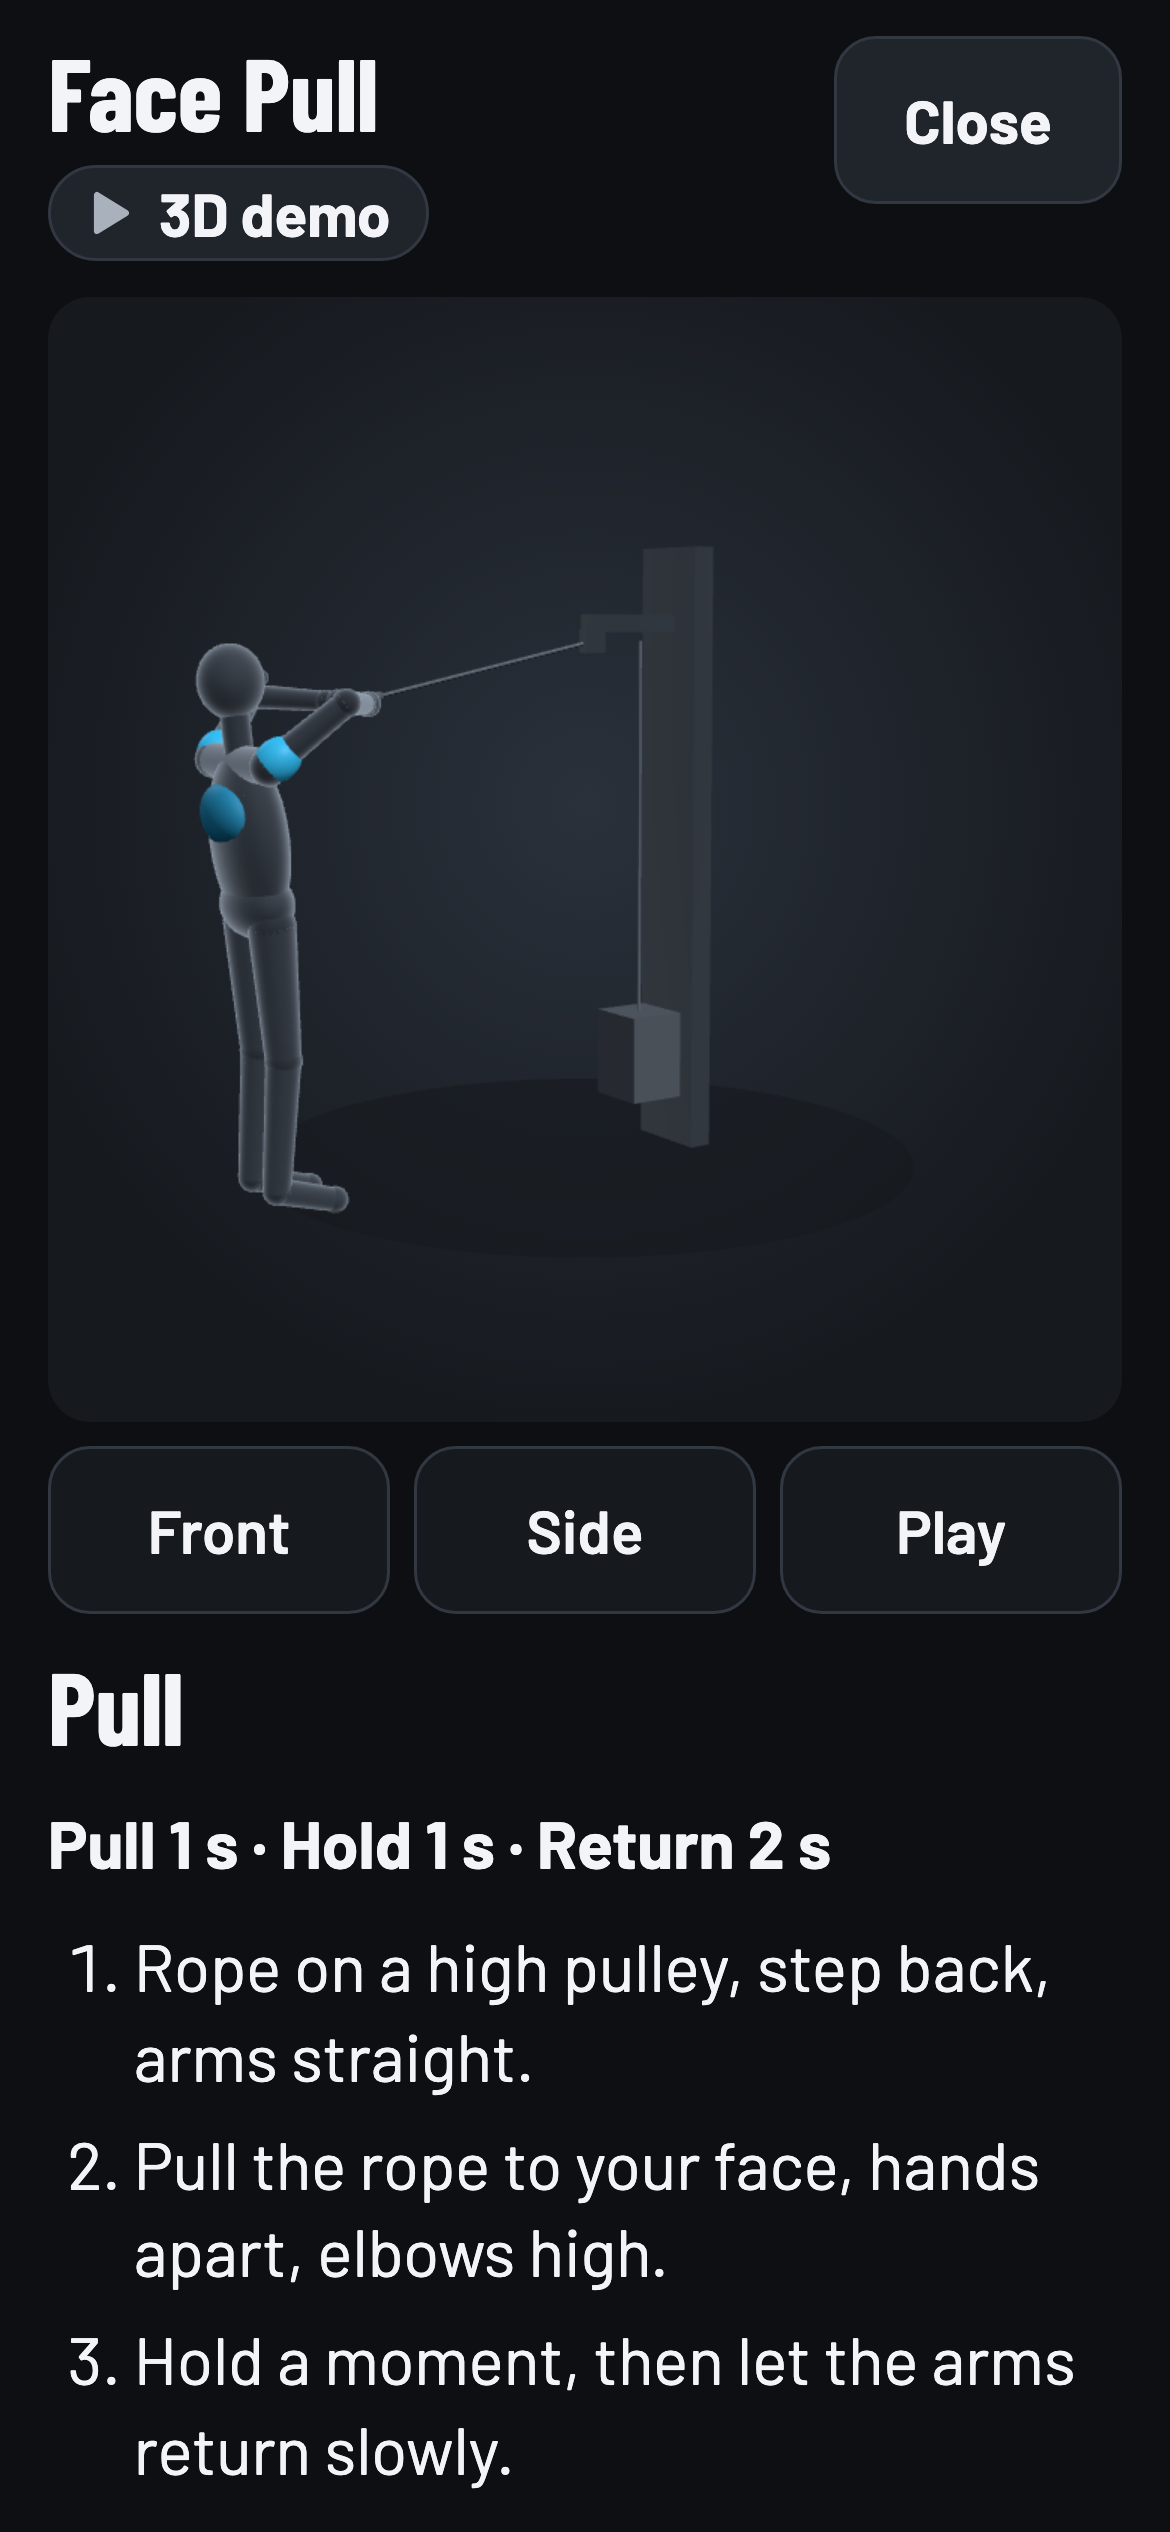 Face Pull
Close
3D demo
Front
Side
Play
Pull
Pull 1 s · Hold 1 s · Return 2 s
1. Rope on a high pulley, step back,
arms straight.
2. Pull the rope to your face, hands
apart, elbows high.
3. Hold a moment, then let the arms
return slowly.